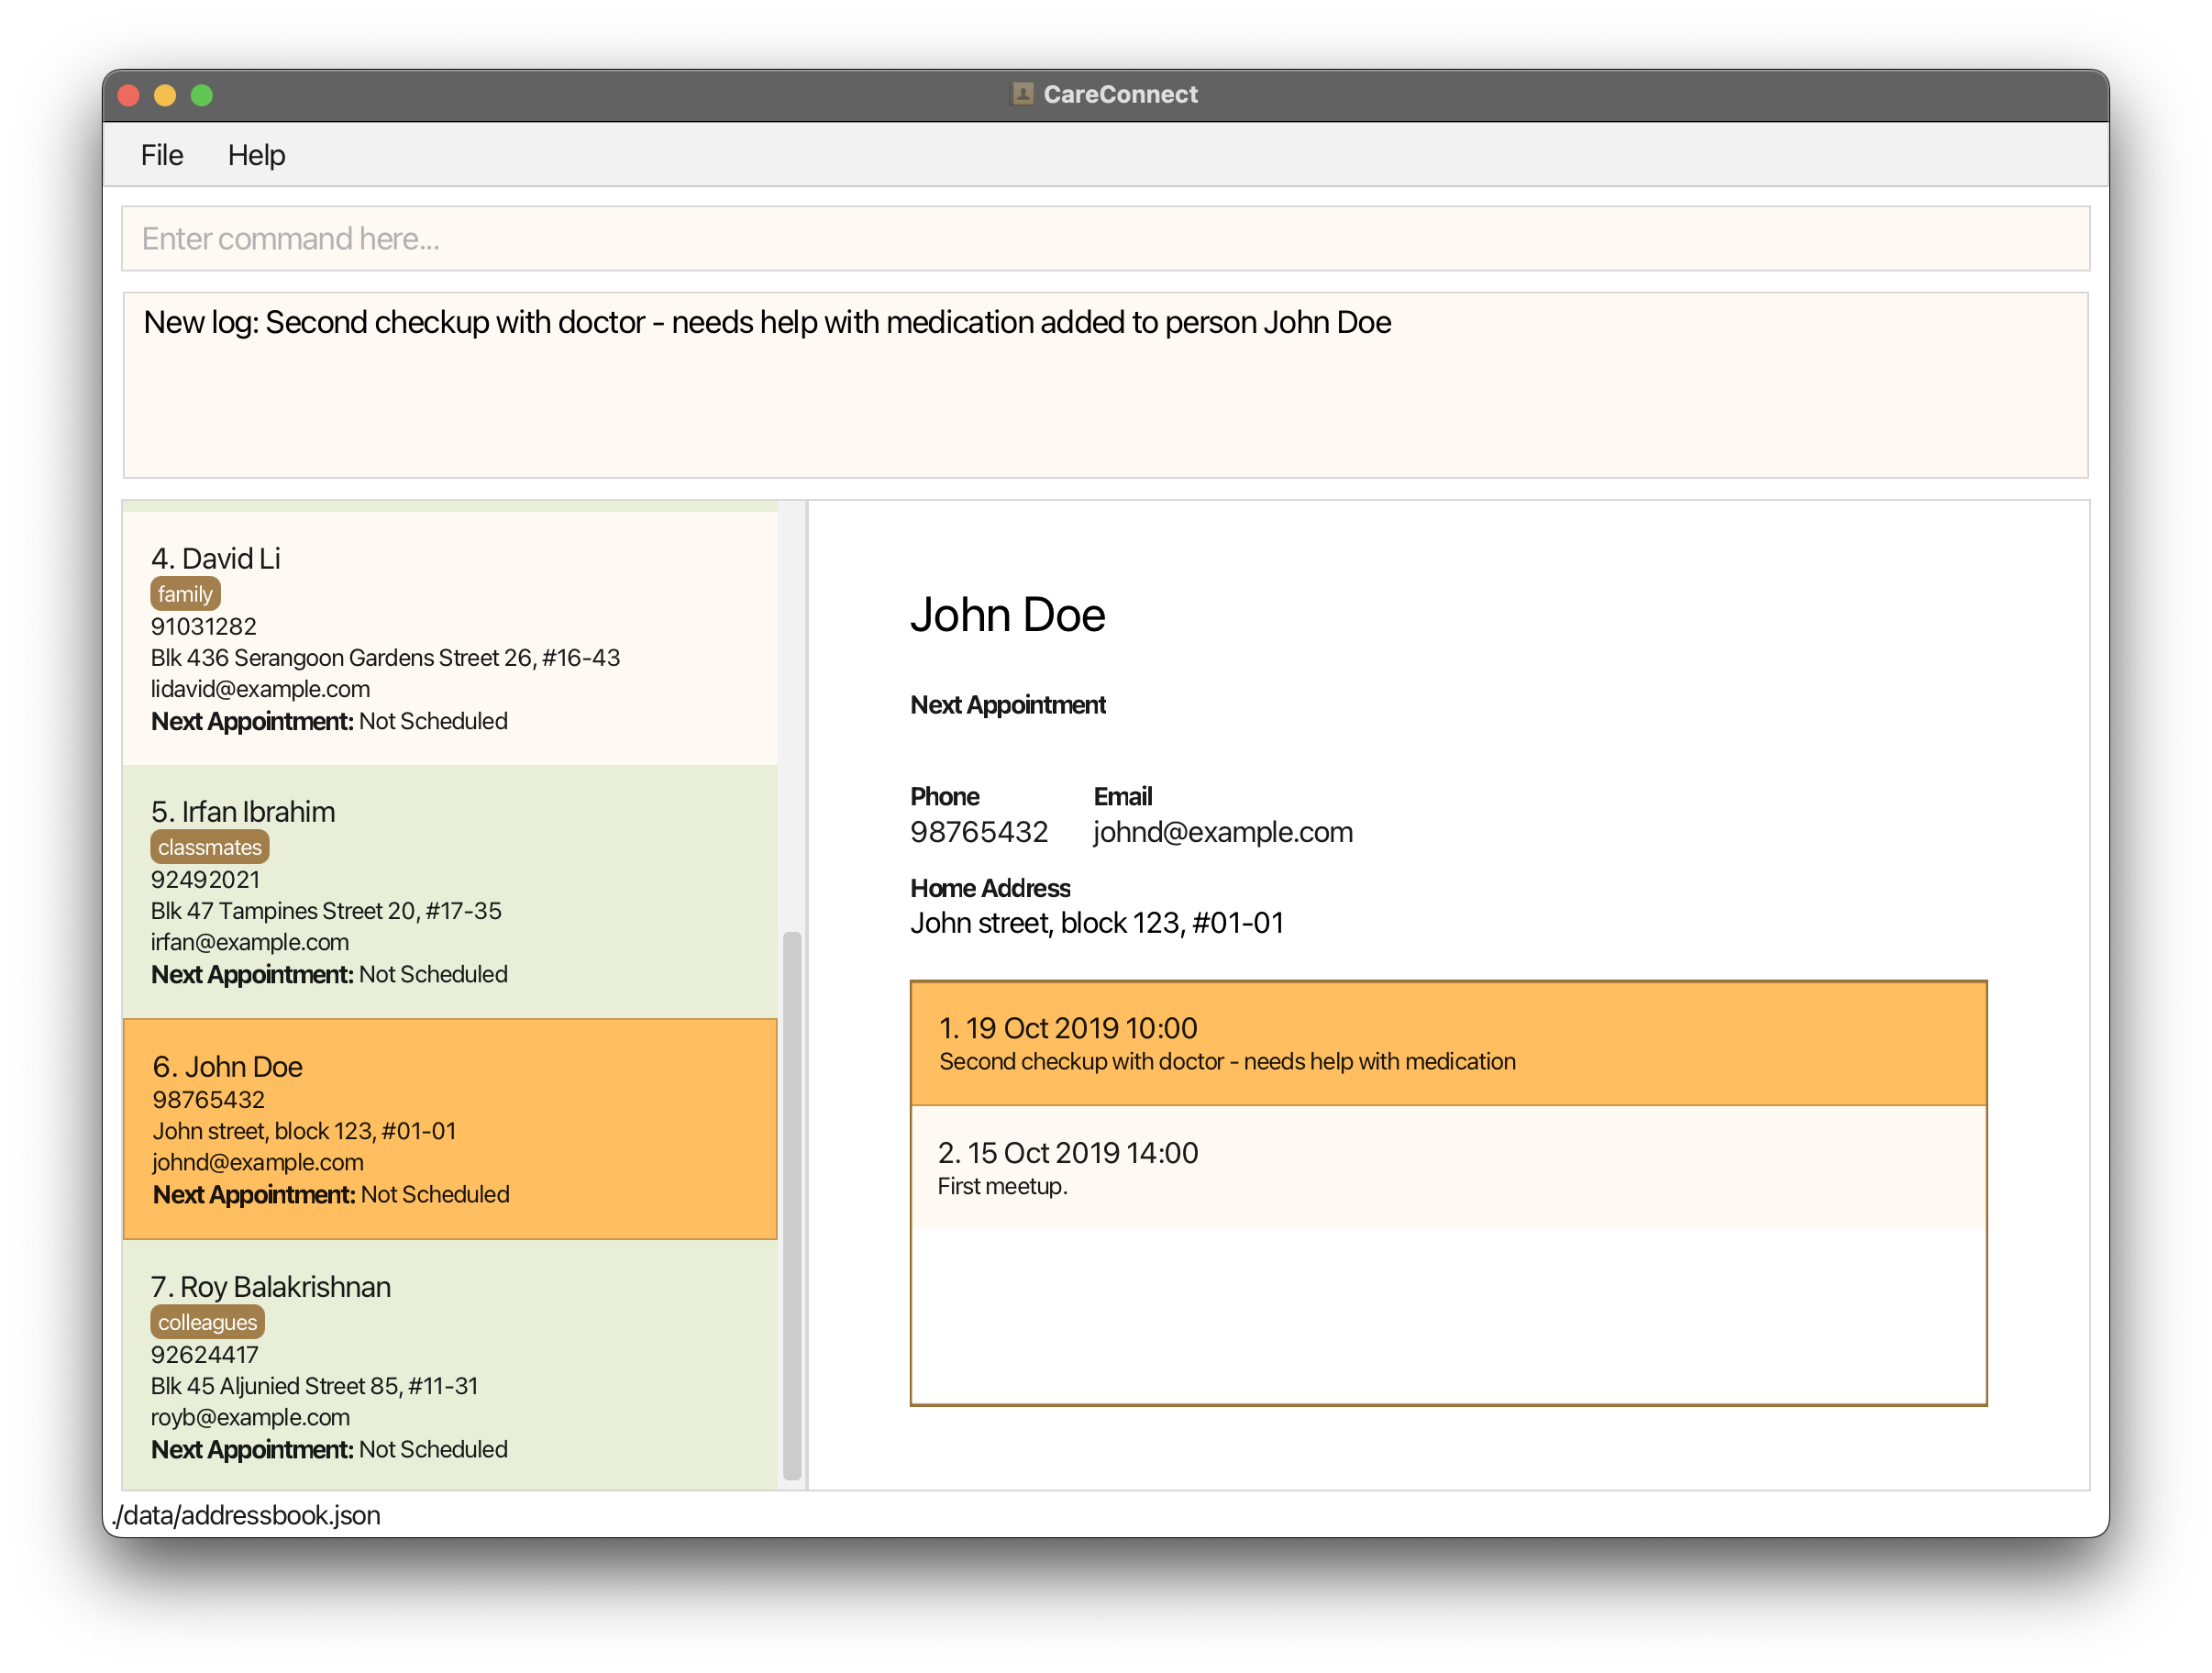 CareConnect
File Help
Enter command here...
New log: Second checkup with doctor - needs help with medication added to person John Doe
4. David Li
family
91031282
Blk 436 Serangoon Gardens Street 26, #16-43
lidavid@example.com
Next Appointment: Not Scheduled
5. Irfan Ibrahim
classmates
92492021
Blk 47 Tampines Street 20, #17-35
irfan@example.com
Next Appointment: Not Scheduled
6. John Doe
98765432
John street, block 123, #01-01
johnd@example.com
Next Appointment: Not Scheduled
7. Roy Balakrishnan
colleagues
92624417
Blk 45 Aljunied Street 85, #11-31
royb@example.com
Next Appointment: Not Scheduled
John Doe
Next Appointment
Phone Email
98765432 johnd@example.com
Home Address
John street, block 123, #01-01
1. 19 Oct 2019 10:00
Second checkup with doctor - needs help with medication
2. 15 Oct 2019 14:00
First meetup.
./data/addressbook.json